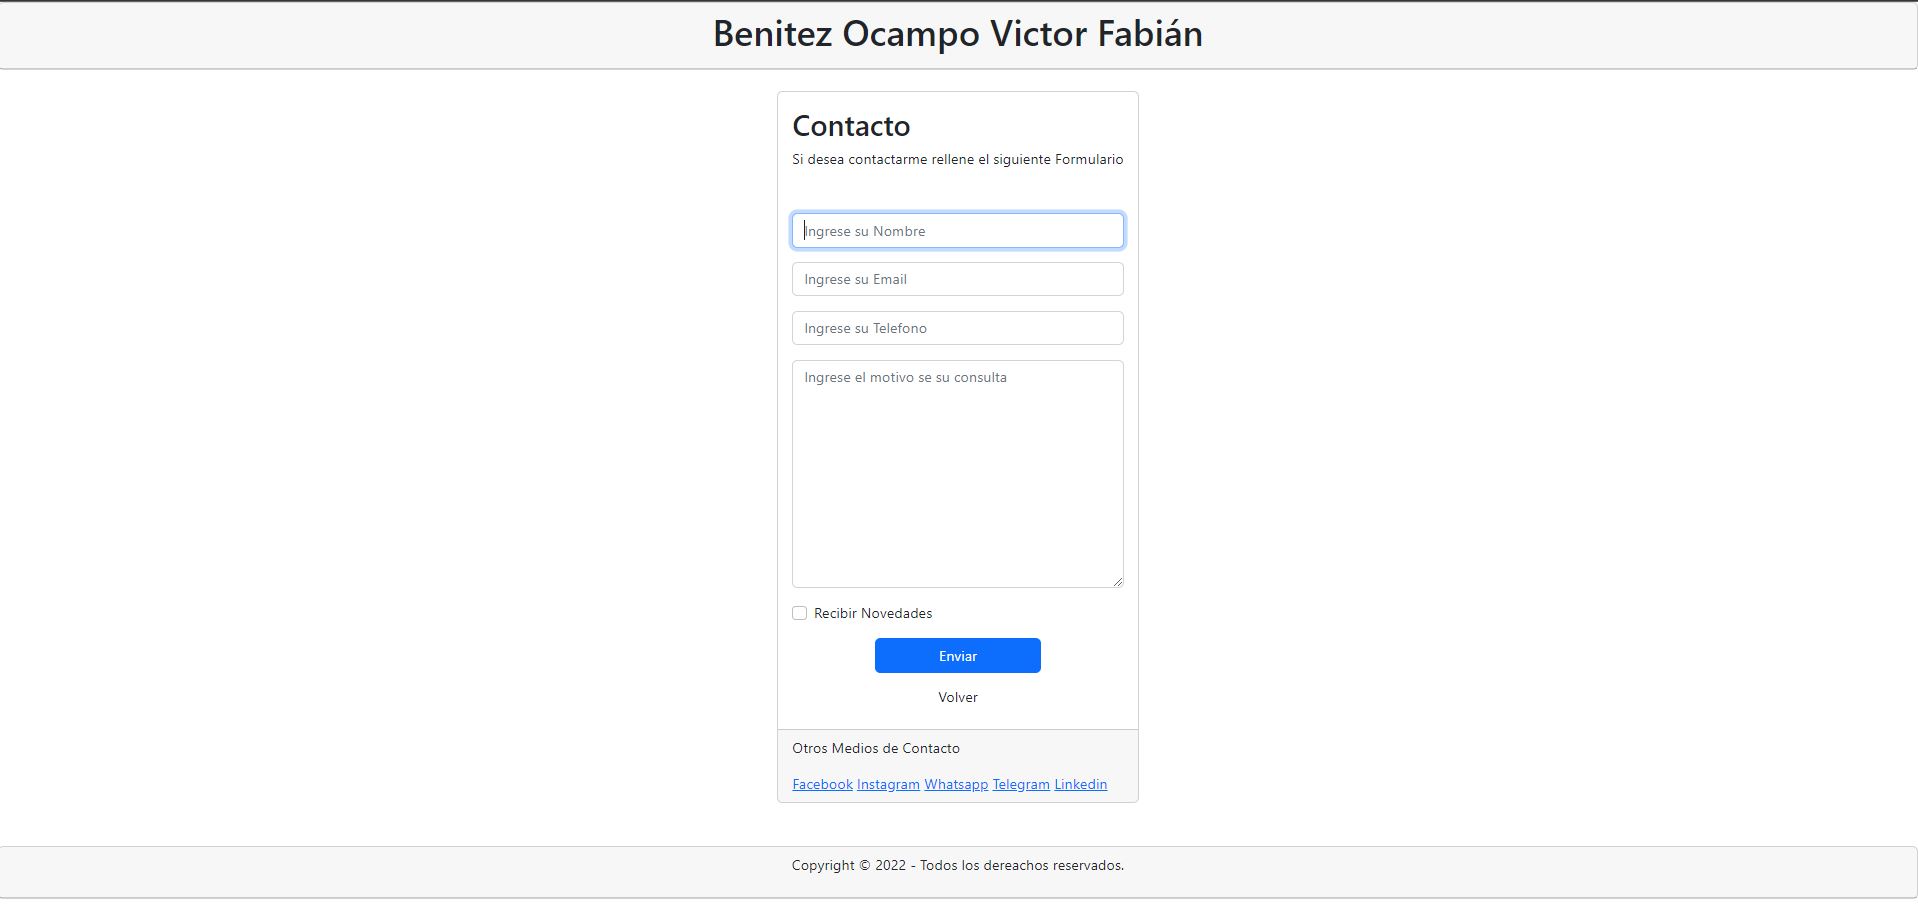 Benitez Ocampo Victor Fabián
Contacto
Si desea contactarme rellene el siguiente Formulario
Ingrese su Nombre
Ingrese su Email
Ingrese su Telefono
Ingrese el motivo se su consulta
Recibir Novedades
Enviar
Volver
Otros Medios de Contacto
Facebook Instagram Whatsapp Telegram Linkedin
Copyright © 2022 - Todos los dereachos reservados.